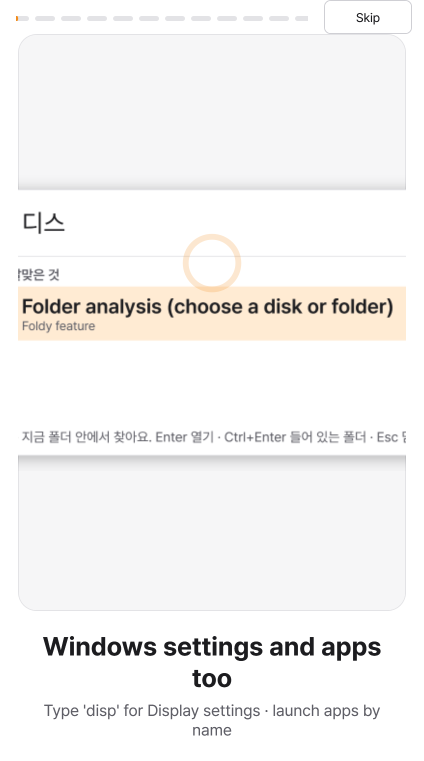 Skip
디스
맞은 것
Folder analysis (choose a disk or folder)
Foldy feature
지금 폴더 안에서 찾아요. Enter 열기 · Ctrl+Enter 들어 있는 폴더 · Esc
Windows settings and apps
too
Type 'disp' for Display settings · launch apps by
name